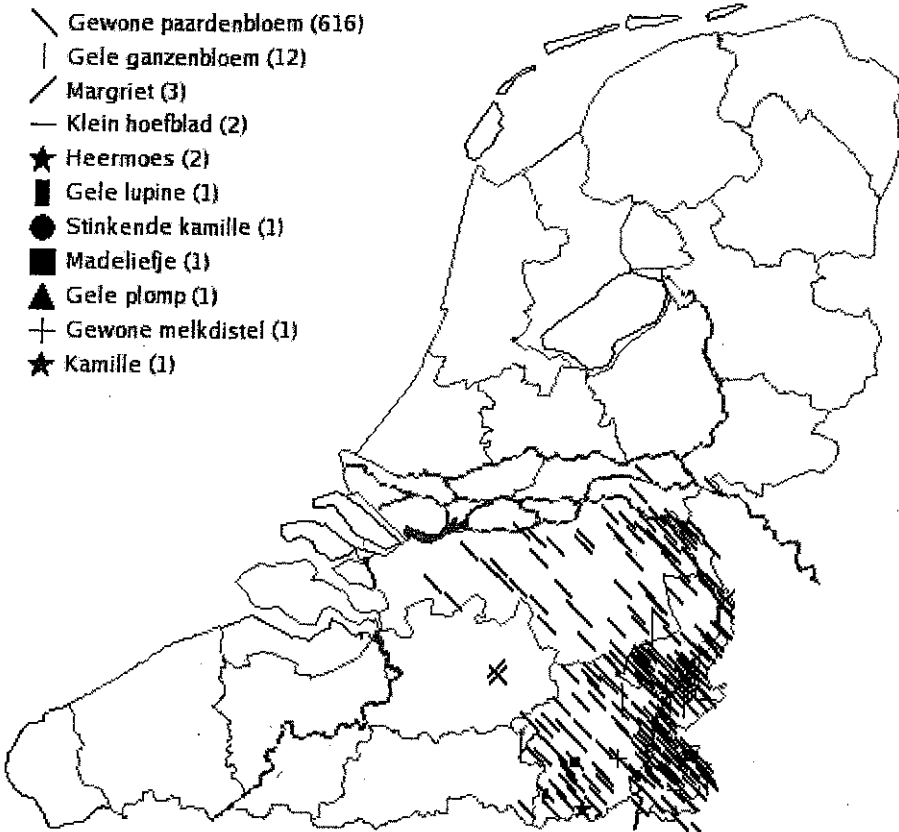 Gewone paardenbloem (616)
Gele ganzenbloem (12)
Margriet (3)
Klein hoefblad (2)
Heermoes (2)
Gele lupine (1)
Stinkende kamille (1)
Madeliefje (1)
Gele plomp (1)
Gewone melkdistel (1)
Kamille (1)